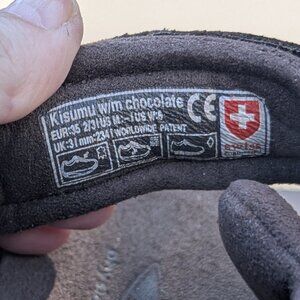 Kisumu w/m chocolate CE
EUR:35 2/3 | US M:- | US W:5
UK:3 | mm-234 | WORLDWIDE PATENT